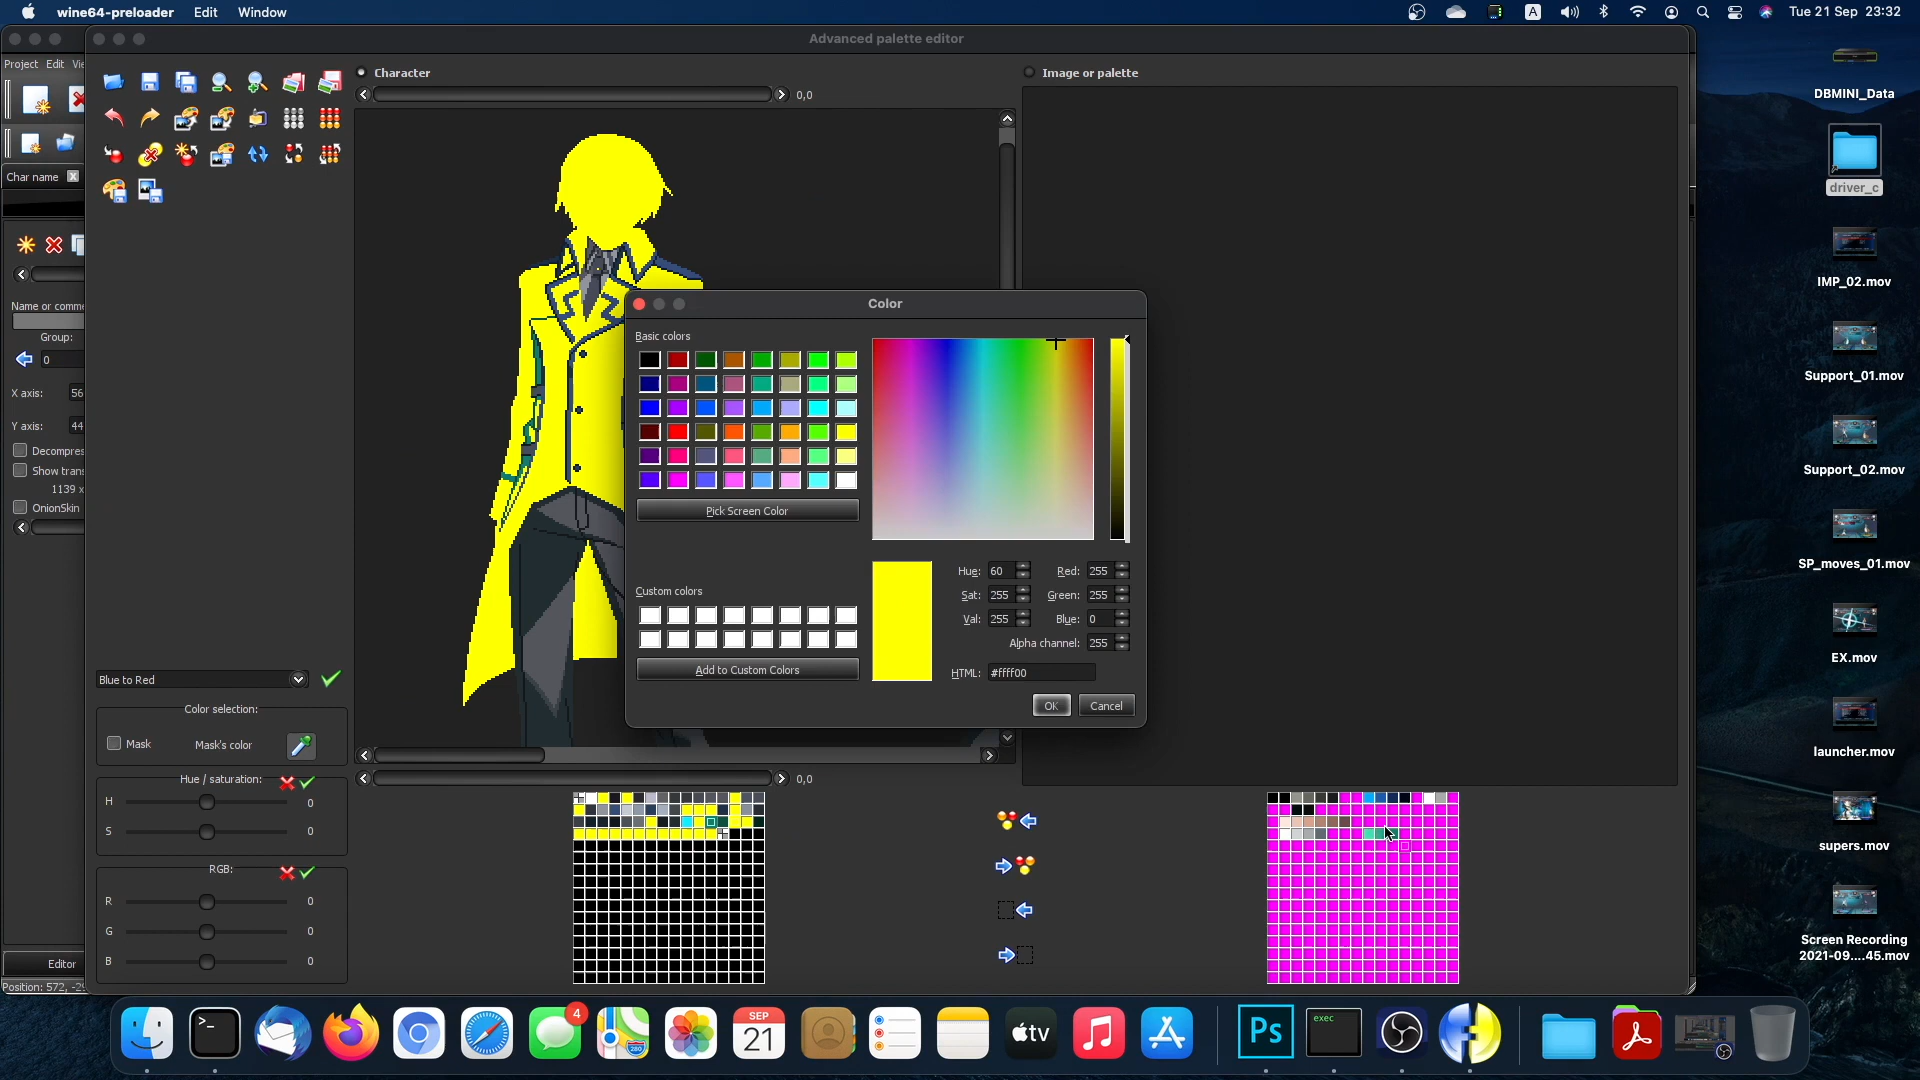 wine64-preloader Edit Window
A
Tue 21 Sep 23:32
Advanced palette editor
Project Edit
Character
0,0
Image or palette
Char name
Name or comme
Group:
0
X axis: 56
Y axis: 44
Decompres
Show trans
1139 x
OnionSkin
Editor
Position: 572, -29
Color
Basic colors
Pick Screen Color
Custom colors
Add to Custom Colors
Hue: 60 Red: 255
Sat: 255 Green: 255
Val: 255 Blue: 0
Alpha channel: 255
HTML: #ffff00
OK Cancel
Blue to Red
Color selection:
Mask Mask's color
Hue / saturation:
H 0
S 0
RGB:
R 0
G 0
B 0
0,0
DBMINI_Data
driver_c
IMP_02.mov
Support_01.mov
Support_02.mov
SP_moves_01.mov
EX.mov
launcher.mov
supers.mov
Screen Recording
2021-09....45.mov
4
280
SEP
21
tv
Ps
exec